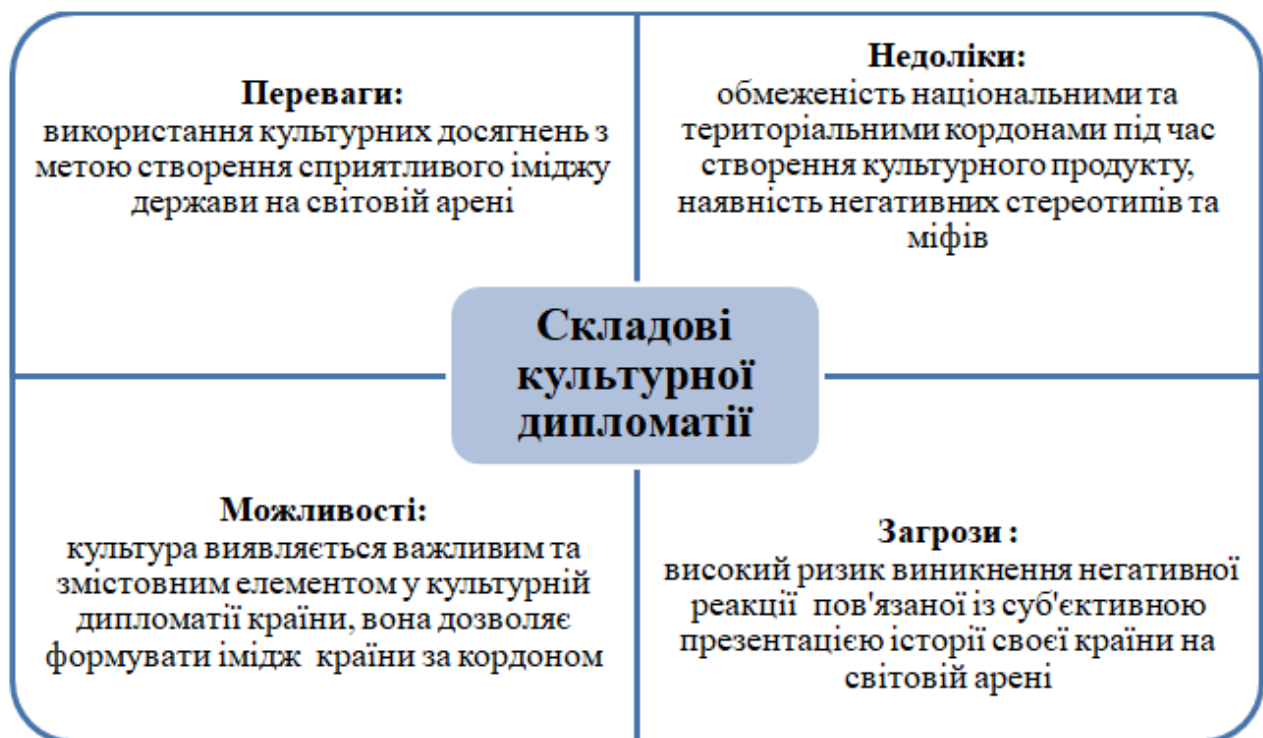 Переваги:
використання культурних досягнень з
метою створення сприятливого іміджу
держави на світовій арені
Недоліки:
обмеженість національними та
територіальними кордонами під час
створення культурного продукту,
наявність негативних стереотипів та
міфів
Складові
культурної
дипломатії
Можливості:
культура виявляється важливим та
змістовним елементом у культурній
дипломатії країни, вона дозволяє
формувати імідж країни за кордоном
Загрози :
високий ризик виникнення негативної
реакції пов'язаної із суб'єктивною
презентацією історії своєї країни на
світовій арені